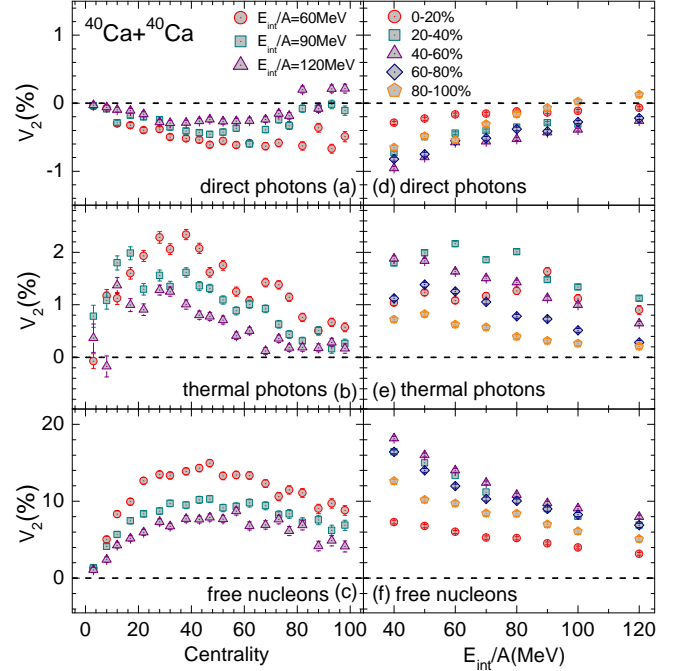 ⁴⁰Ca+⁴⁰Ca
E_int/A=60MeV
E_int/A=90MeV
E_int/A=120MeV
0-20%
20-40%
40-60%
60-80%
80-100%
0
-1
V₂(%)
direct photons (a)
(d) direct photons
2
1
0
V₂(%)
thermal photons (b)
(e) thermal photons
20
10
0
V₂(%)
free nucleons (c)
(f) free nucleons
0 20 40 60 80 100
40 60 80 100 120
Centrality
E_int/A(MeV)